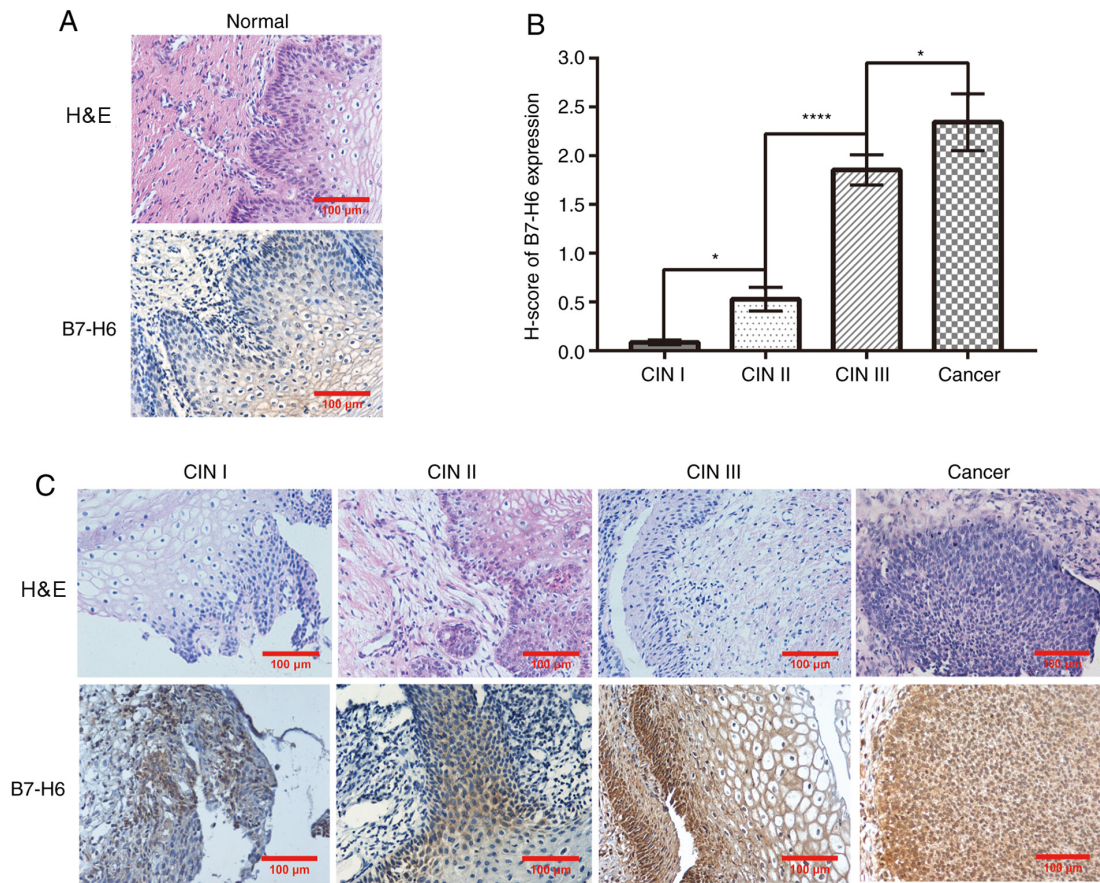 A
Normal
H&E
100 µm
B7-H6
100 µm
B
H-score of B7-H6 expression
3.0
2.5
2.0
1.5
1.0
0.5
0.0
*
****
*
CIN I
CIN II
CIN III
Cancer
C
CIN I
CIN II
CIN III
Cancer
H&E
100 µm
100 µm
100 µm
100 µm
B7-H6
100 µm
100 µm
100 µm
100 µm